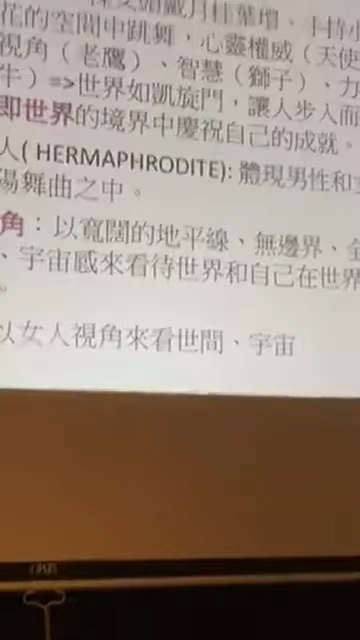 花的空間中跳舞，心靈權威（天使
視角（老鷹）、智慧（獅子）、力
牛）=>世界如凱旋門，讓人步入而
即世界的境界中慶祝自己的成就。
人( HERMAPHRODITE): 體現男性和
陽舞曲之中。
角：以寬闊的地平線、無邊界、
、宇宙感來看待世界和自己在世界
。
以女人視角來看世間、宇宙